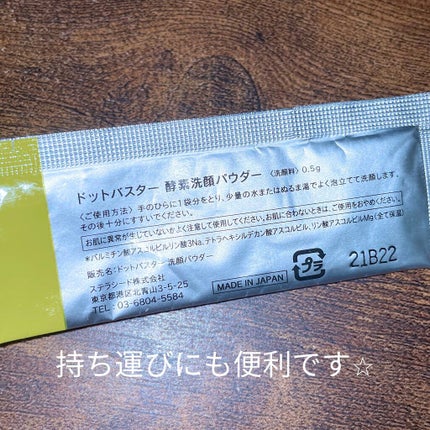 ドットバスター 酵素洗顔パウダー 〈洗顔料〉 0.5g
〈ご使用方法〉手のひらに1袋分をとり、少量の水またはぬるま湯でよく泡立てて洗顔します。
その後十分にすすいでください。
お肌に異常が生じていないかよく注意して使用してください。お肌に合わないときは、ご使用をおやめください。
*パルミチン酸アスコルビルリン酸3Na、テトラヘキシルデカン酸アスコルビル、リン酸アスコルビルMg(全て保湿)
販売名:ドットバスター 洗顔パウダー
ステラシード株式会社
東京都港区北青山3-5-25
TEL:03-6804-5584
MADE IN JAPAN
プラ
21B22
持ち運びにも便利です☆